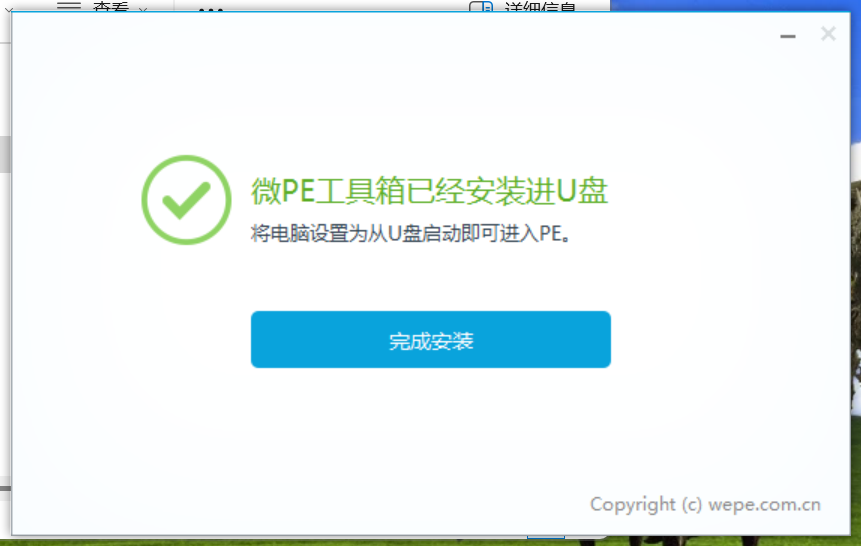 查看
详细信息
微PE工具箱已经安装进U盘
将电脑设置为从U盘启动即可进入PE。
完成安装
Copyright (c) wepe.com.cn